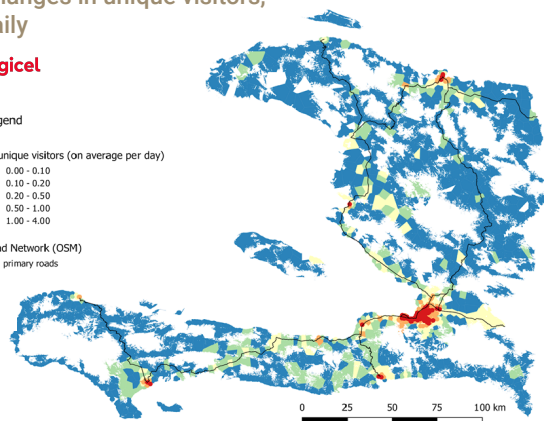 anges in unique visitors,
aily
gicel
gend
unique visitors (on average per day)
0.00 - 0.10
0.10 - 0.20
0.20 - 0.50
0.50 - 1.00
1.00 - 4.00
ad Network (OSM)
primary roads
0 25 50 75 100 km